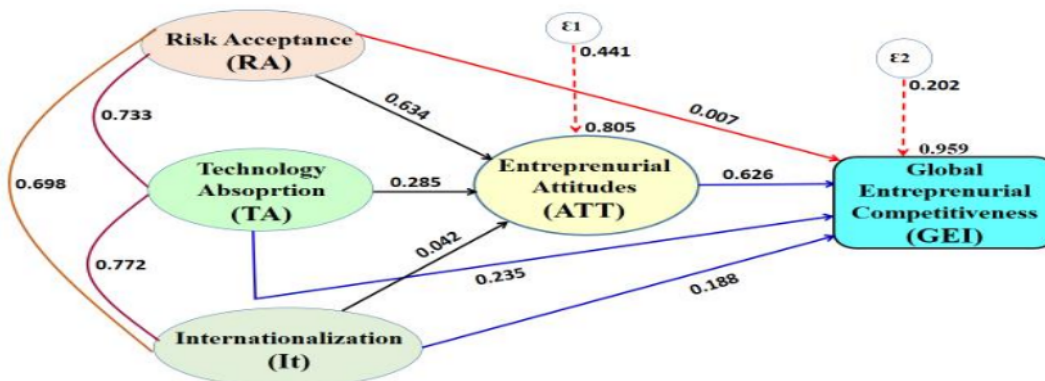 Risk Acceptance
(RA)
ε1
0.441
ε2
0.202
0.733
0.634
0.007
0.805
0.959
0.698
Technology
Absoprtion
(TA)
0.285
Entreprenurial
Attitudes
(ATT)
0.626
Global
Entreprenurial
Competitiveness
(GEI)
0.772
0.042
0.235
0.188
Internationalization
(It)